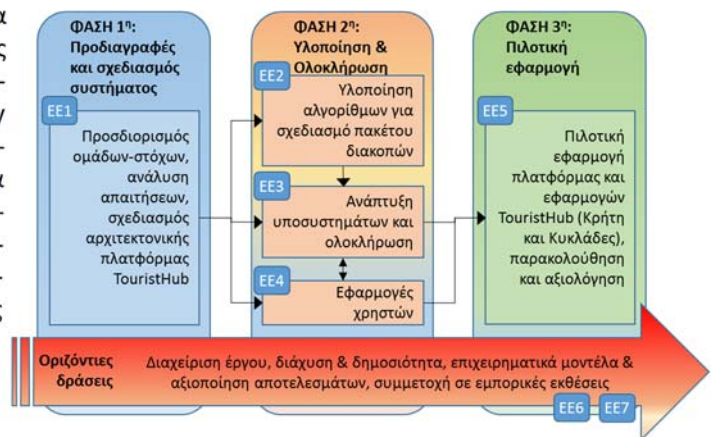 α
ς
-
γ
-
α
-
-
-
ς
ΦΑΣΗ 1η:
Προδιαγραφές
και σχεδιασμός
συστήματος
ΕΕ1
Προσδιορισμός
ομάδων-στόχων,
ανάλυση
απαιτήσεων,
σχεδιασμός
αρχιτεκτονικής
πλατφόρμας
TouristHub
ΦΑΣΗ 2η:
Υλοποίηση &
Ολοκλήρωση
ΕΕ2
Υλοποίηση
αλγορίθμων για
σχεδιασμό πακέτου
διακοπών
ΕΕ3
Ανάπτυξη
υποσυστημάτων και
ολοκλήρωση
ΕΕ4
Εφαρμογές
χρηστών
ΦΑΣΗ 3η:
Πιλοτική
εφαρμογή
ΕΕ5
Πιλοτική
εφαρμογή
πλατφόρμας και
εφαρμογών
TouristHub (Κρήτη
και Κυκλάδες),
παρακολούθηση
και αξιολόγηση
Οριζόντιες
δράσεις
Διαχείριση έργου, διάχυση & δημοσιότητα, επιχειρηματικά μοντέλα &
αξιοποίηση αποτελεσμάτων, συμμετοχή σε εμπορικές εκθέσεις
ΕΕ6 ΕΕ7